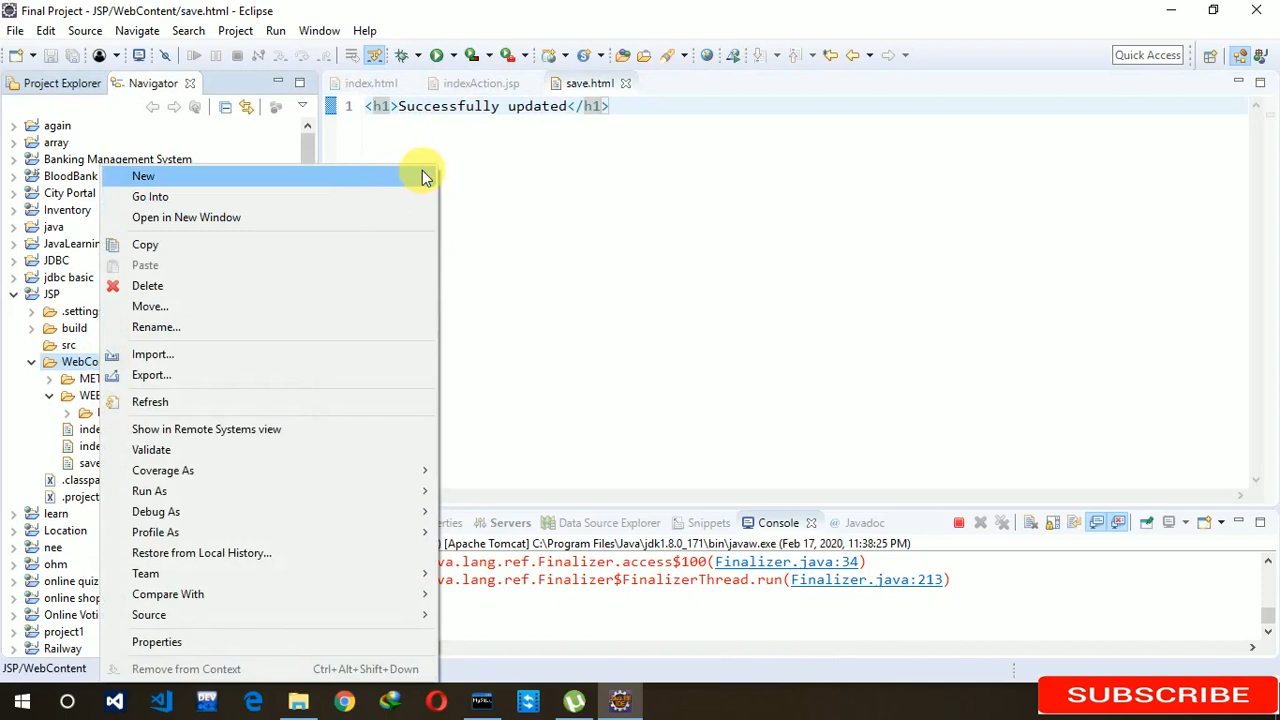 Final Project - JSP/WebContent/save.html - Eclipse
File Edit Source Navigate Search Project Run Window Help
Quick Access
Project Explorer Navigator
index.html indexAction.jsp save.html
1 <h1>Successfully updated</h1>
again
array
Banking Management System
BloodBank
City Portal
Inventory
java
JavaLearnin
JDBC
jdbc basic
JSP
.setting
build
src
WebCo
MET
WEE
inde
inde
save
.classpa
.project
learn
Location
nee
ohm
online quiz
online shop
Online Voti
project1
Railway
JSP/WebContent
New
Go Into
Open in New Window
Copy
Paste
Delete
Move...
Rename...
Import...
Export...
Refresh
Show in Remote Systems view
Validate
Coverage As
Run As
Debug As
Profile As
Restore from Local History...
Team
Compare With
Source
Properties
Remove from Context Ctrl+Alt+Shift+Down
erties Servers Data Source Explorer Snippets Console Javadoc
) [Apache Tomcat] C:\Program Files\Java\jdk1.8.0_171\bin\javaw.exe (Feb 17, 2020, 11:38:25 PM)
va.lang.ref.Finalizer.access$100(Finalizer.java:34)
va.lang.ref.Finalizer$FinalizerThread.run(Finalizer.java:213)
SUBSCRIBE